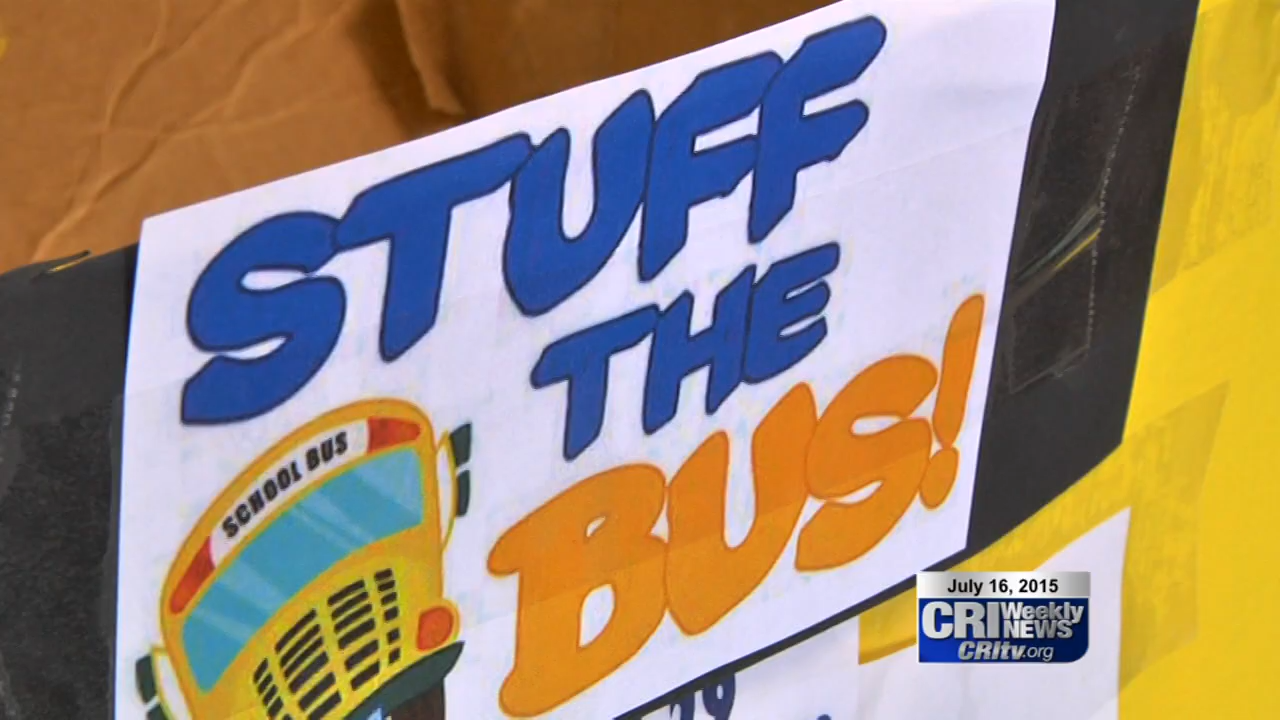 STUFF
THE
BUS!
SCHOOL BUS
July 16, 2015
CRI Weekly NEWS
CRItv.org